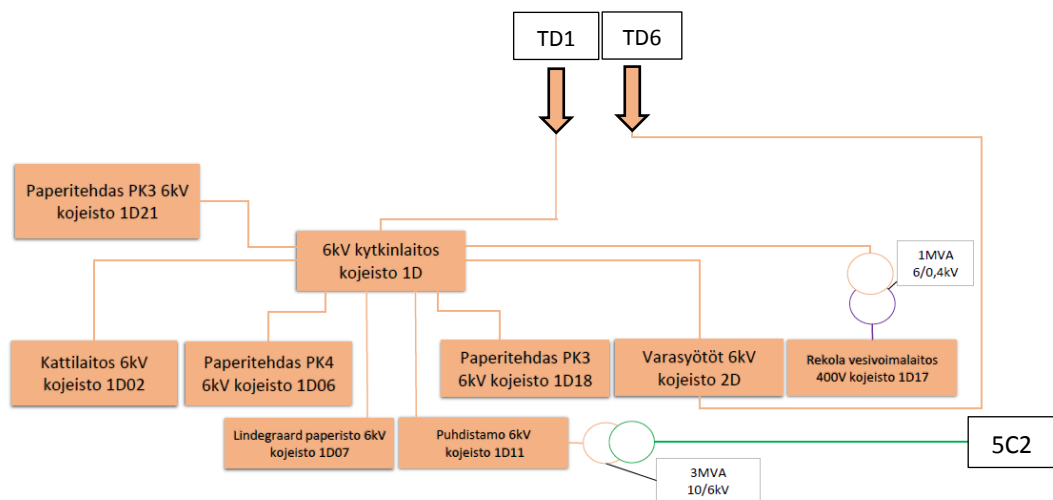 TD1
TD6
Paperitehdas PK3 6kV
kojeisto 1D21
6kV kytkinlaitos
kojeisto 1D
1MVA
6/0,4kV
Kattilaitos 6kV
kojeisto 1D02
Paperitehdas PK4
6kV kojeisto 1D06
Paperitehdas PK3
6kV kojeisto 1D18
Varasyötöt 6kV
kojeisto 2D
Rekola vesivoimalaitos
400V kojeisto 1D17
Lindegraard paperisto 6kV
kojeisto 1D07
Puhdistamo 6kV
kojeisto 1D11
5C2
3MVA
10/6kV